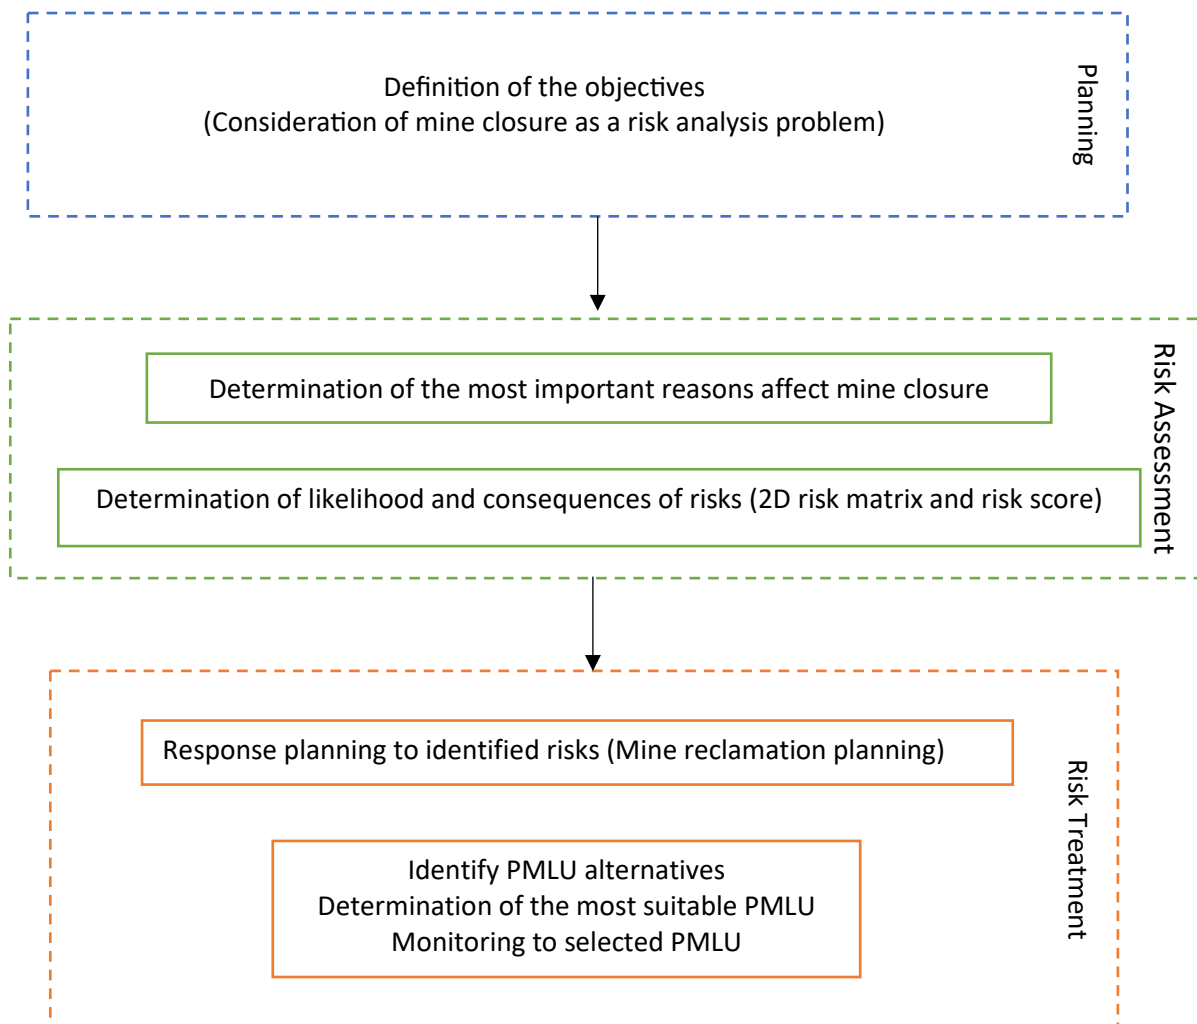 Definition of the objectives
(Consideration of mine closure as a risk analysis problem)
Planning
Determination of the most important reasons affect mine closure
Determination of likelihood and consequences of risks (2D risk matrix and risk score)
Risk Assessment
Response planning to identified risks (Mine reclamation planning)
Identify PMLU alternatives
Determination of the most suitable PMLU
Monitoring to selected PMLU
Risk Treatment